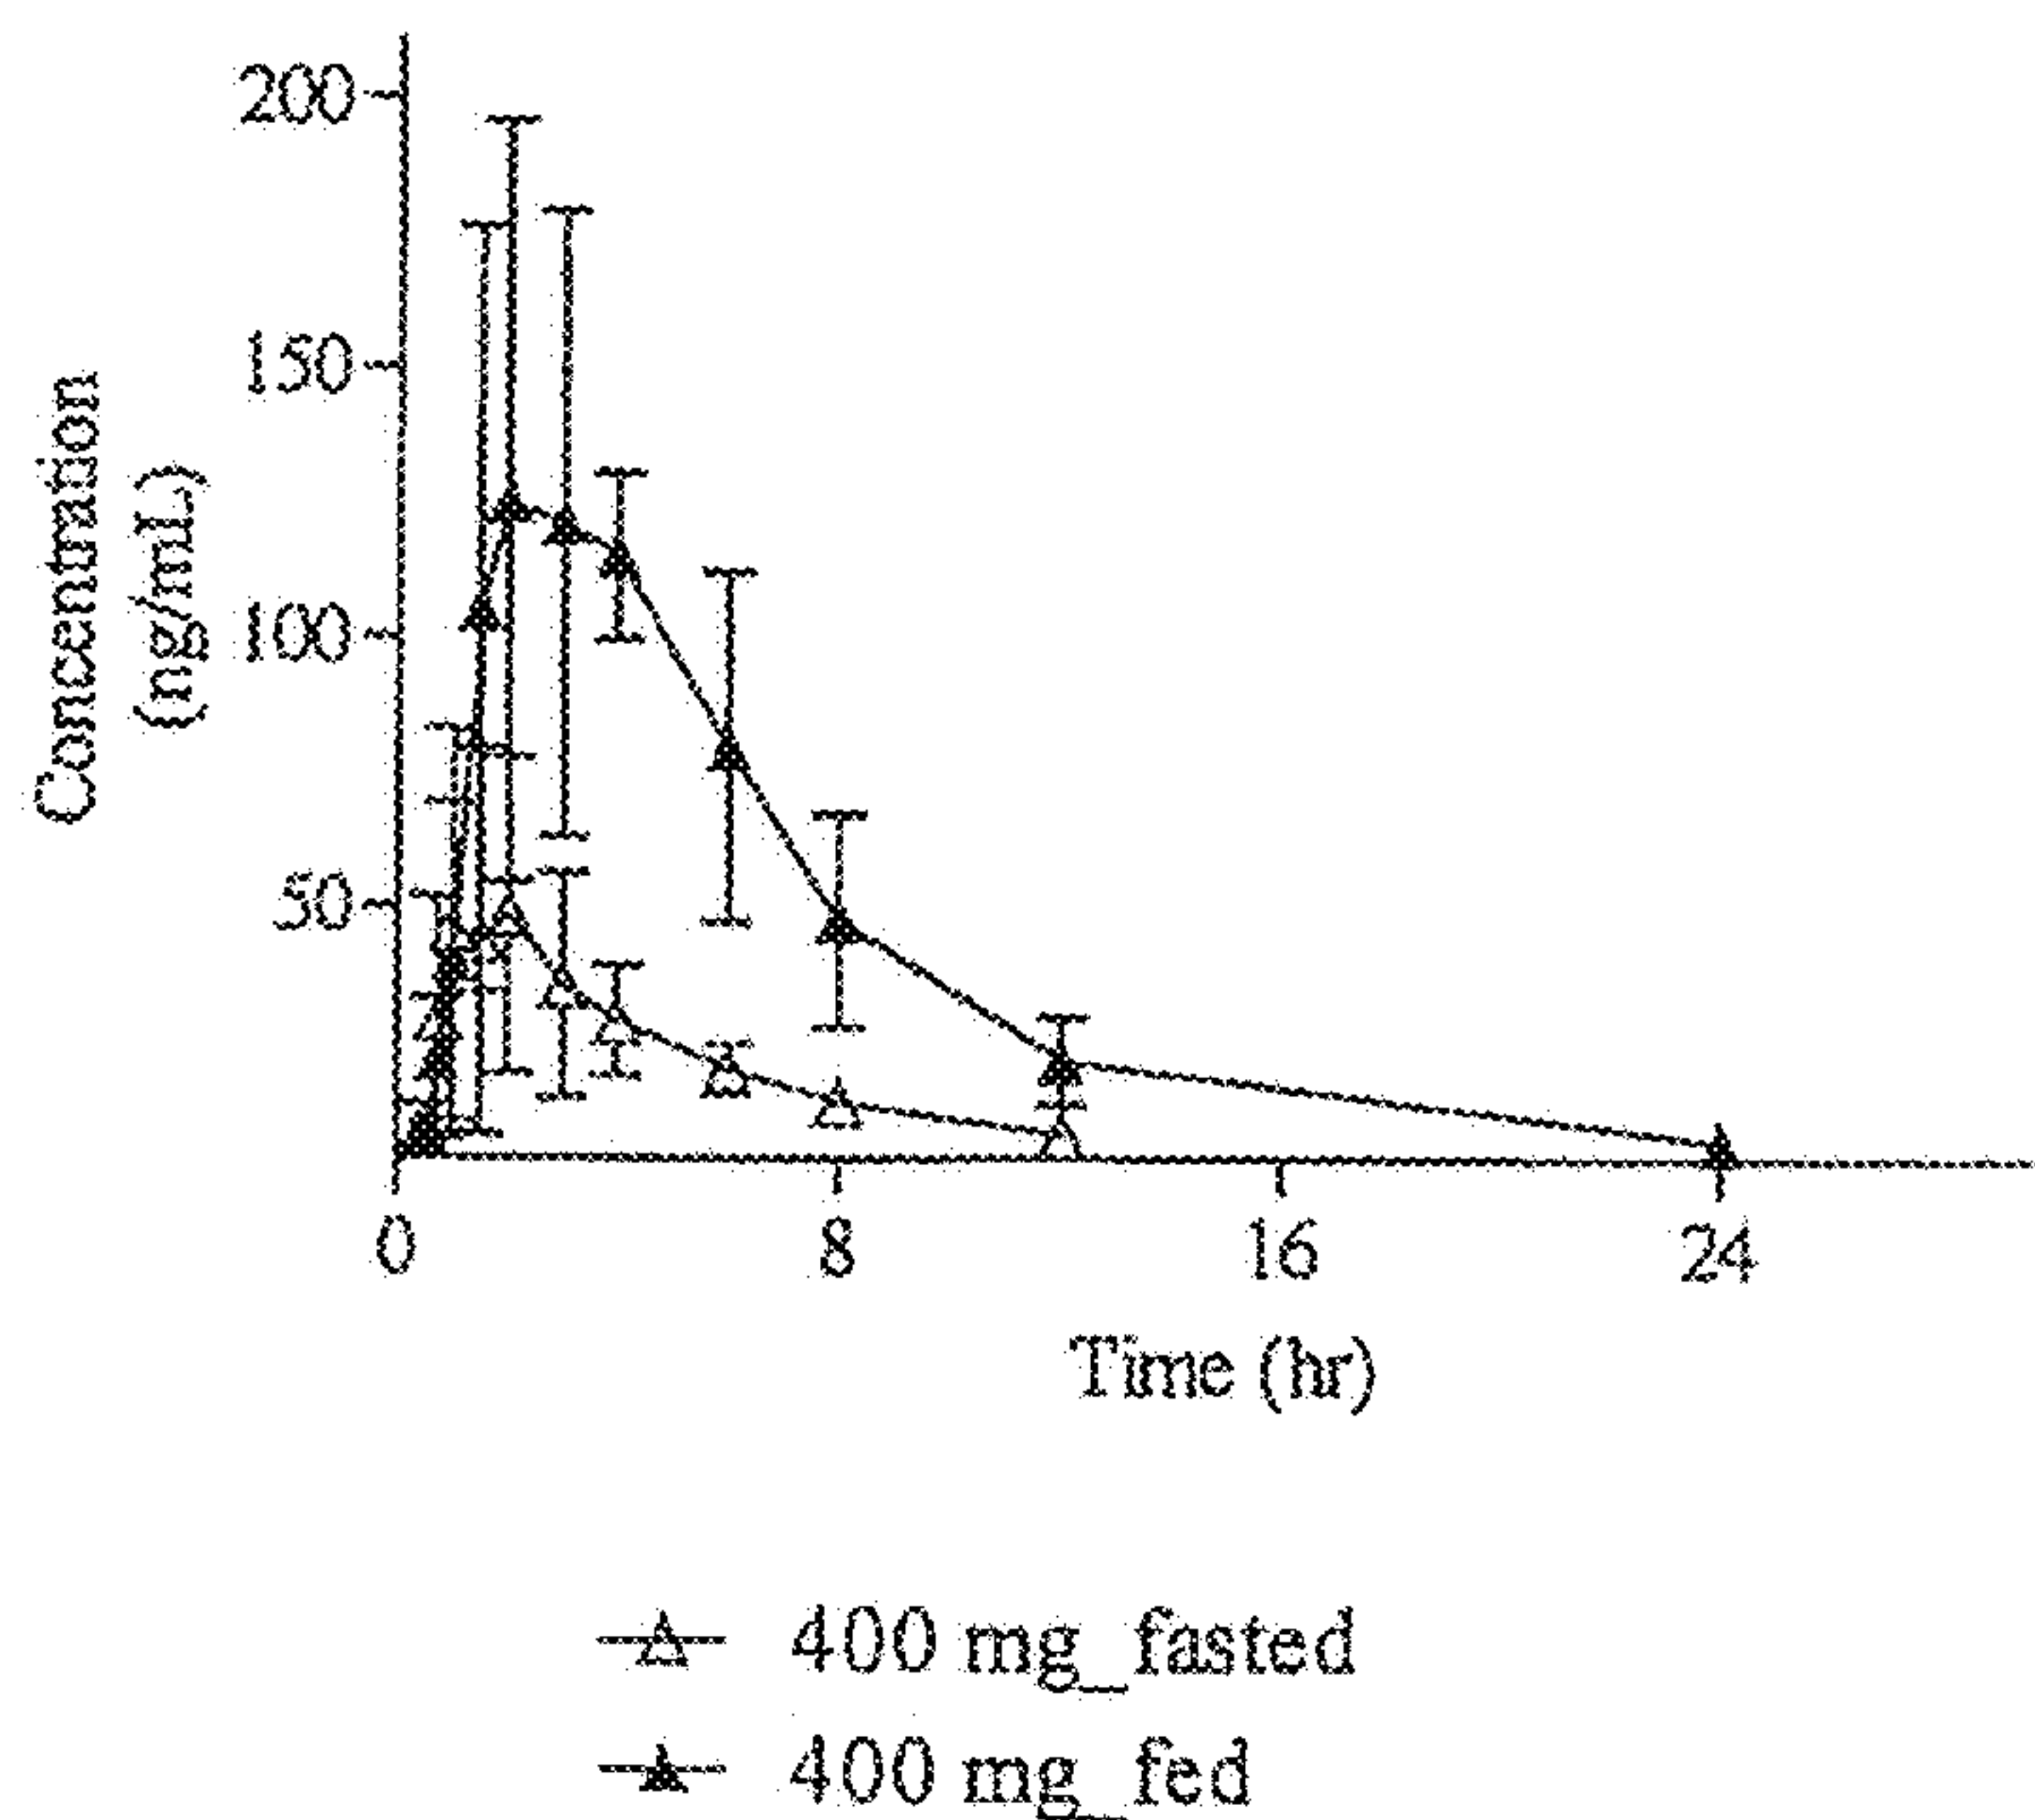 Concentration
(ng/mL)
200
150
100
50
0
8
16
24
Time (hr)
400 mg_fasted
400 mg_fed